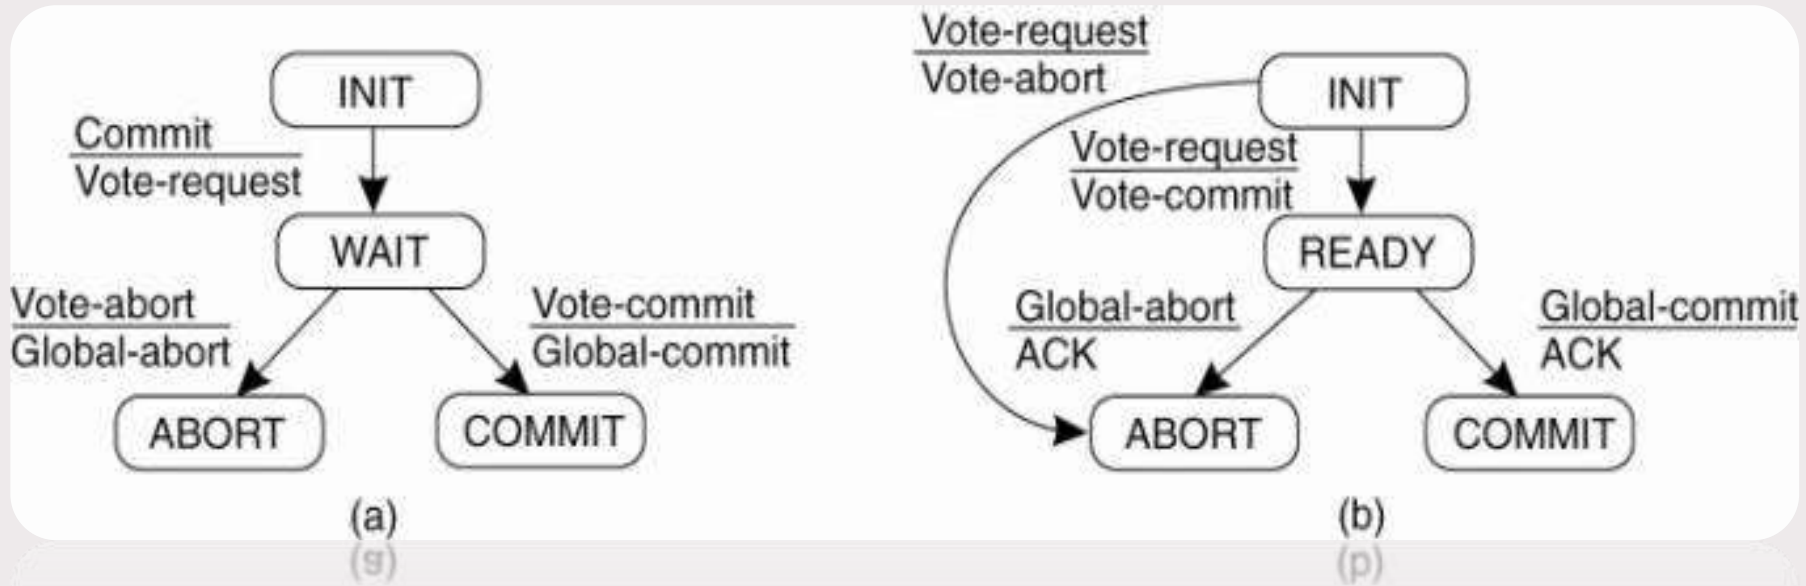 INIT
Commit
Vote-request
WAIT
Vote-abort
Global-abort
Vote-commit
Global-commit
ABORT
COMMIT
(a)
Vote-request
Vote-abort
INIT
Vote-request
Vote-commit
READY
Global-abort
ACK
Global-commit
ACK
ABORT
COMMIT
(b)